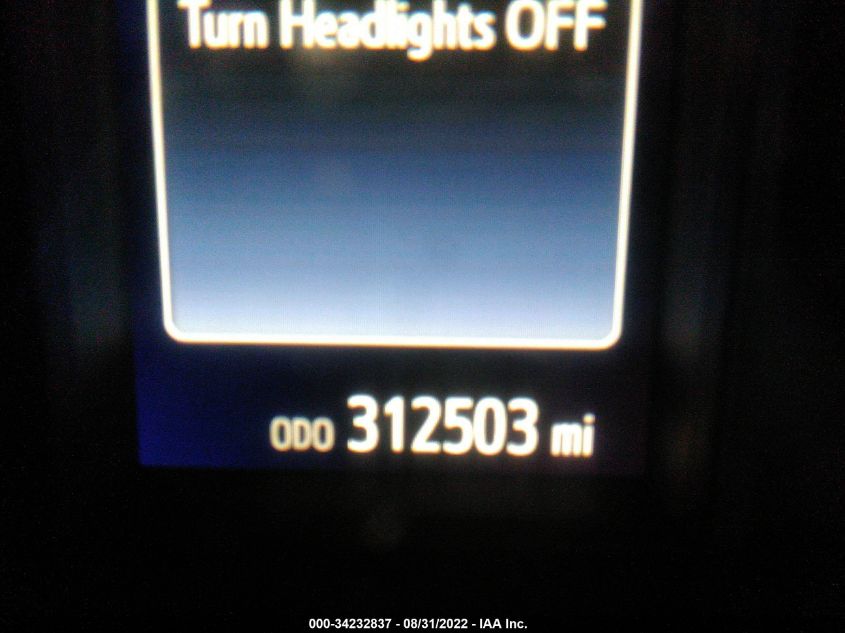 Turn Headlights OFF
ODO 312503 mi
000-34232837 - 08/31/2022 - IAA Inc.